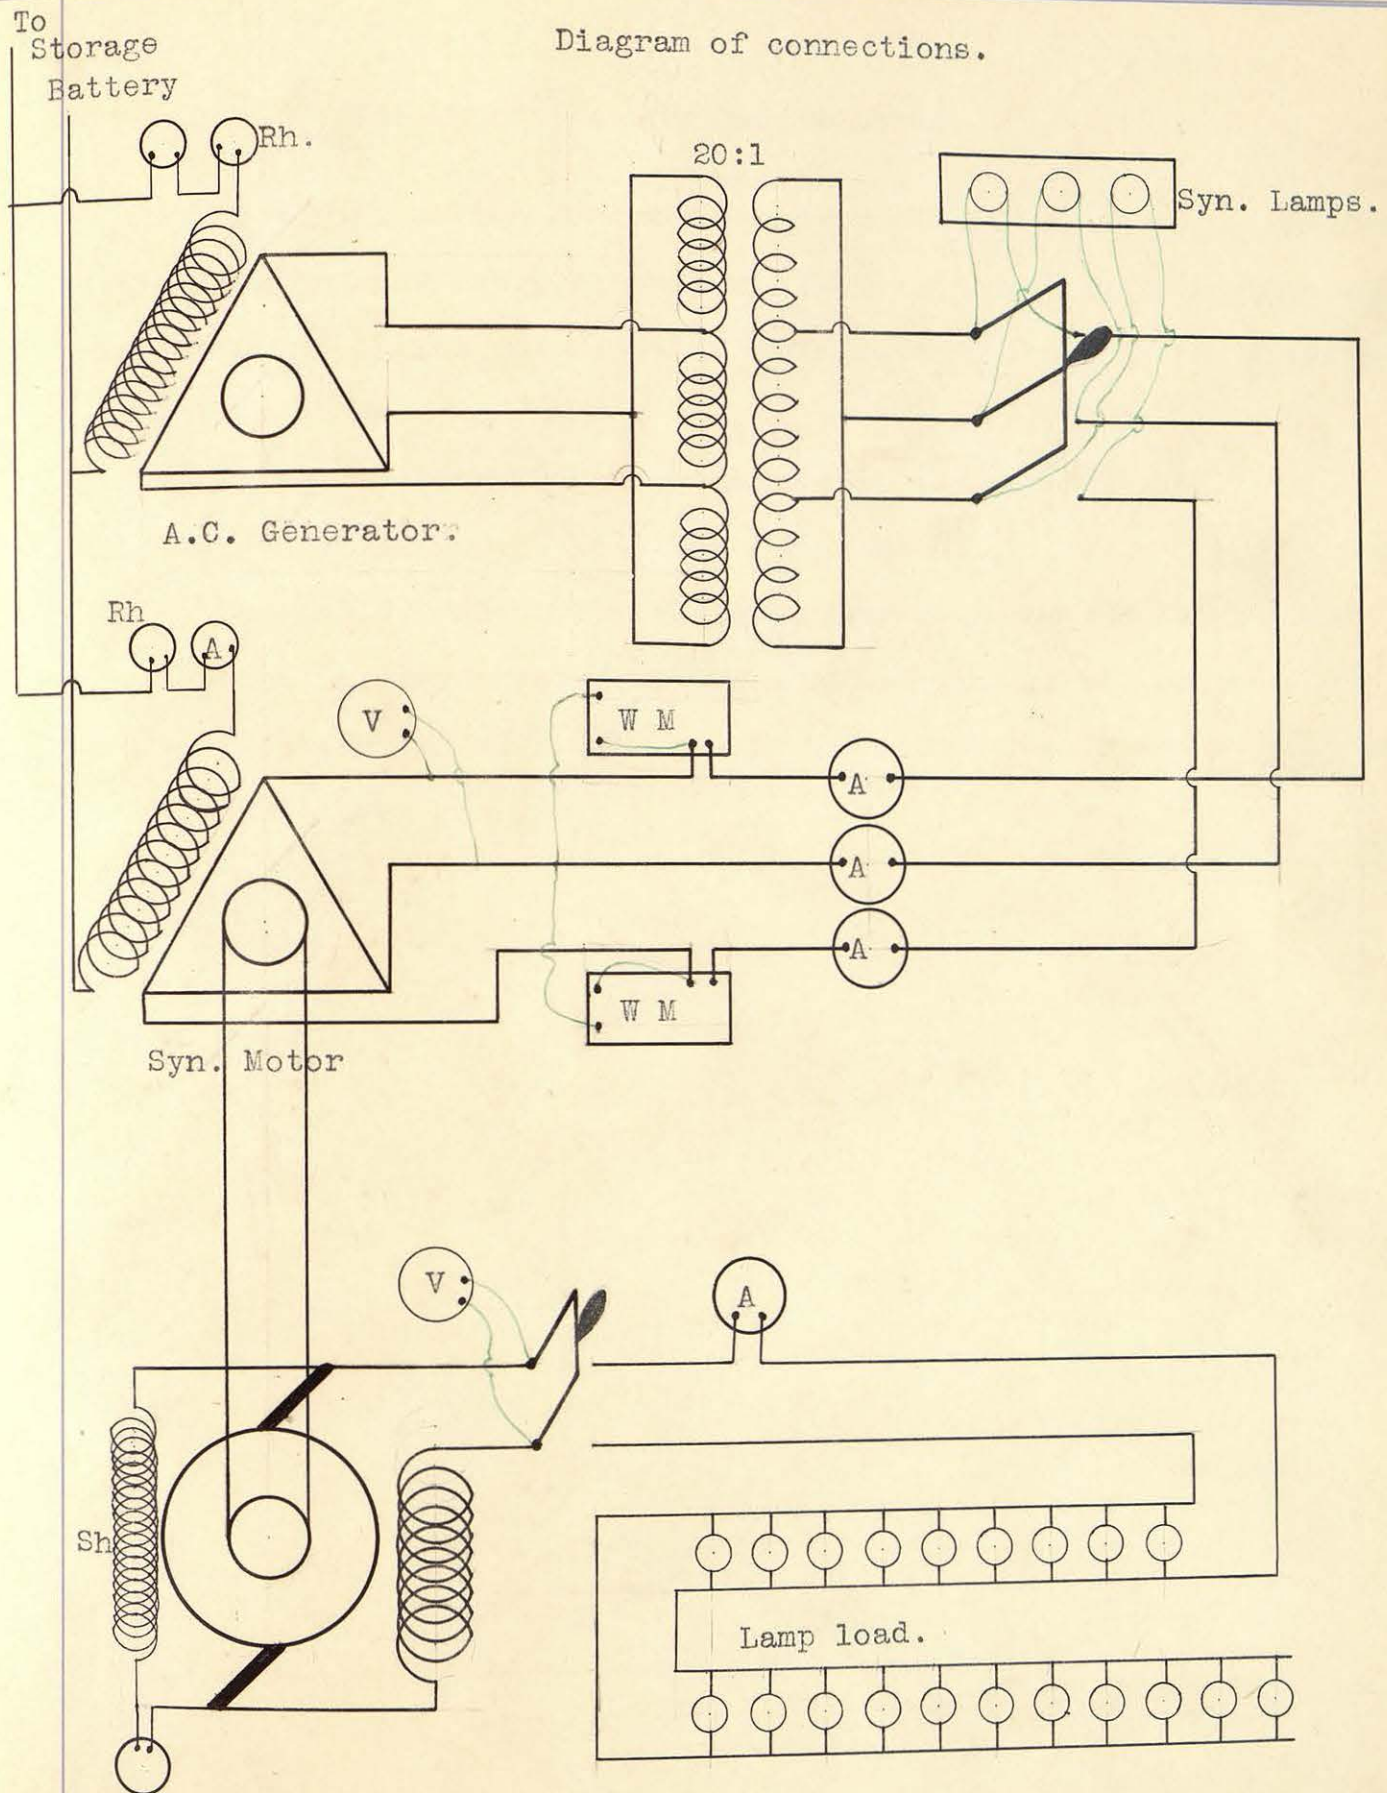 To
Storage
Battery
Diagram of connections.
Rh.
20:1
Syn. Lamps.
A.C. Generator.
Rh
A
V
W M
A
A
A
W M
Syn. Motor
V
A
Sh
Lamp load.